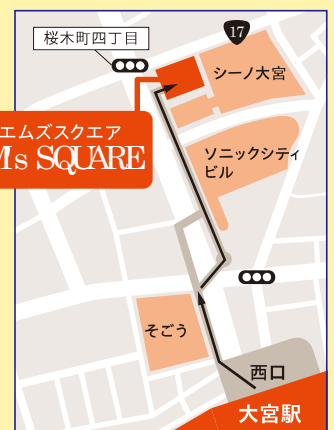 17
桜木町四丁目
シーノ大宮
エムズスクエア
M's SQUARE
ソニックシティ
ビル
そごう
西口
大宮駅